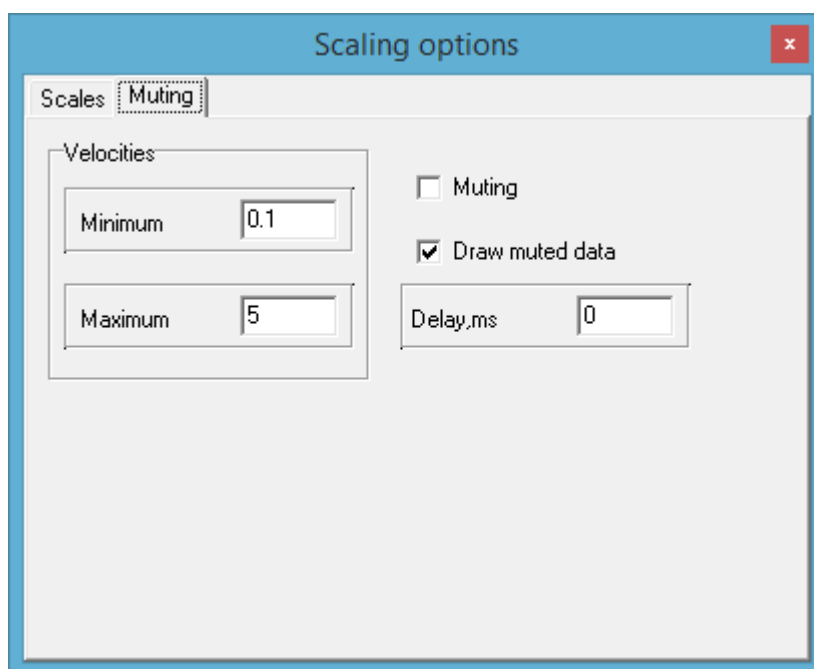 Scaling options
x
Scales
Muting
Velocities
Minimum
0.1
Maximum
5
Muting
Draw muted data
Delay,ms
0